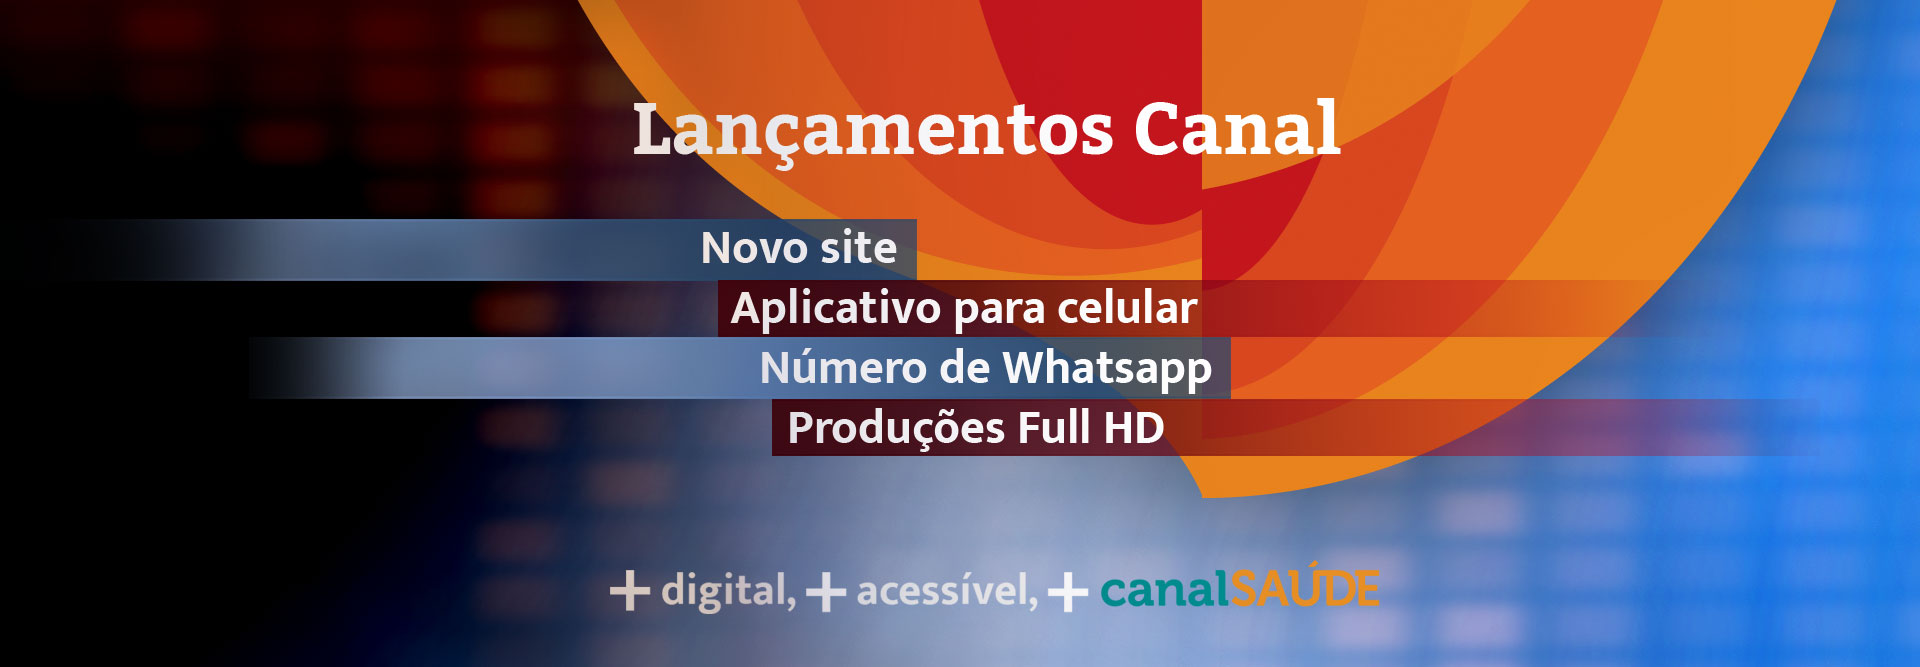 Lançamentos Canal
Novo site
Aplicativo para celular
Número de Whatsapp
Produções Full HD
+ digital, + acessível, + canalSAÚDE